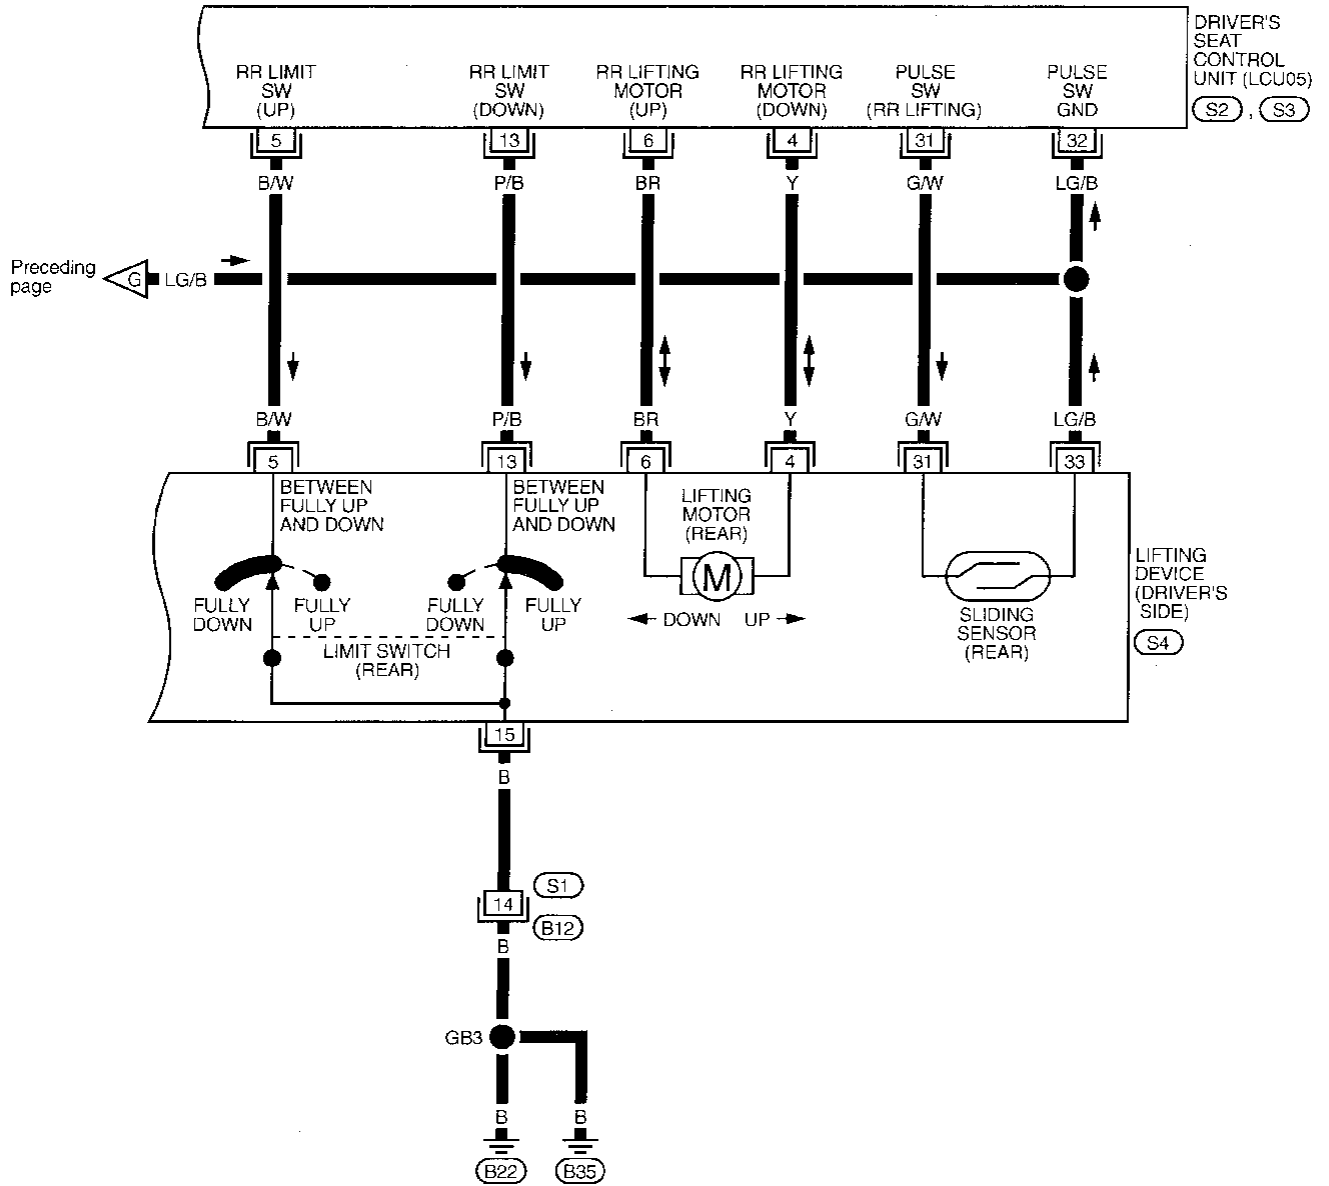 DRIVER'S
SEAT
CONTROL
UNIT (LCU05)
S2 , S3
RR LIMIT
SW
(UP)
RR LIMIT
SW
(DOWN)
RR LIFTING
MOTOR
(UP)
RR LIFTING
MOTOR
(DOWN)
PULSE
SW
(RR LIFTING)
PULSE
SW
GND
5 13 6 4 31 32
B/W P/B BR Y G/W LG/B
Preceding
page
G LG/B
B/W P/B BR Y G/W LG/B
5 13 6 4 31 33
BETWEEN
FULLY UP
AND DOWN
BETWEEN
FULLY UP
AND DOWN
LIFTING
MOTOR
(REAR)
M
FULLY
DOWN
FULLY
UP
FULLY
DOWN
FULLY
UP
DOWN UP
SLIDING
SENSOR
(REAR)
LIMIT SWITCH
(REAR)
LIFTING
DEVICE
(DRIVER'S
SIDE)
S4
15
B
S1
14
B12
B
GB3
B B
B22 B35